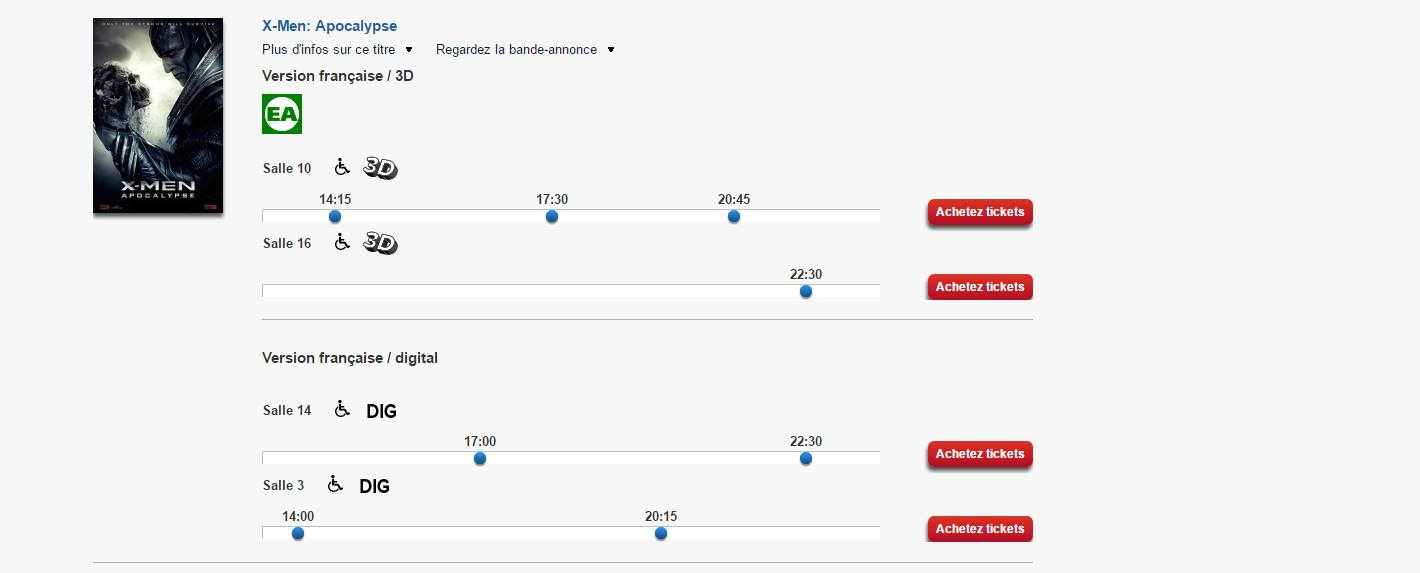 ONLY THE STRONG WILL SURVIVE
X-MEN
APOCALYPSE
X-Men: Apocalypse
Plus d'infos sur ce titre
Regardez la bande-annonce
Version française / 3D
EA
Salle 10 3D
14:15 17:30 20:45
Achetez tickets
Salle 16 3D
22:30
Achetez tickets
Version française / digital
Salle 14 DIG
17:00 22:30
Achetez tickets
Salle 3 DIG
14:00 20:15
Achetez tickets